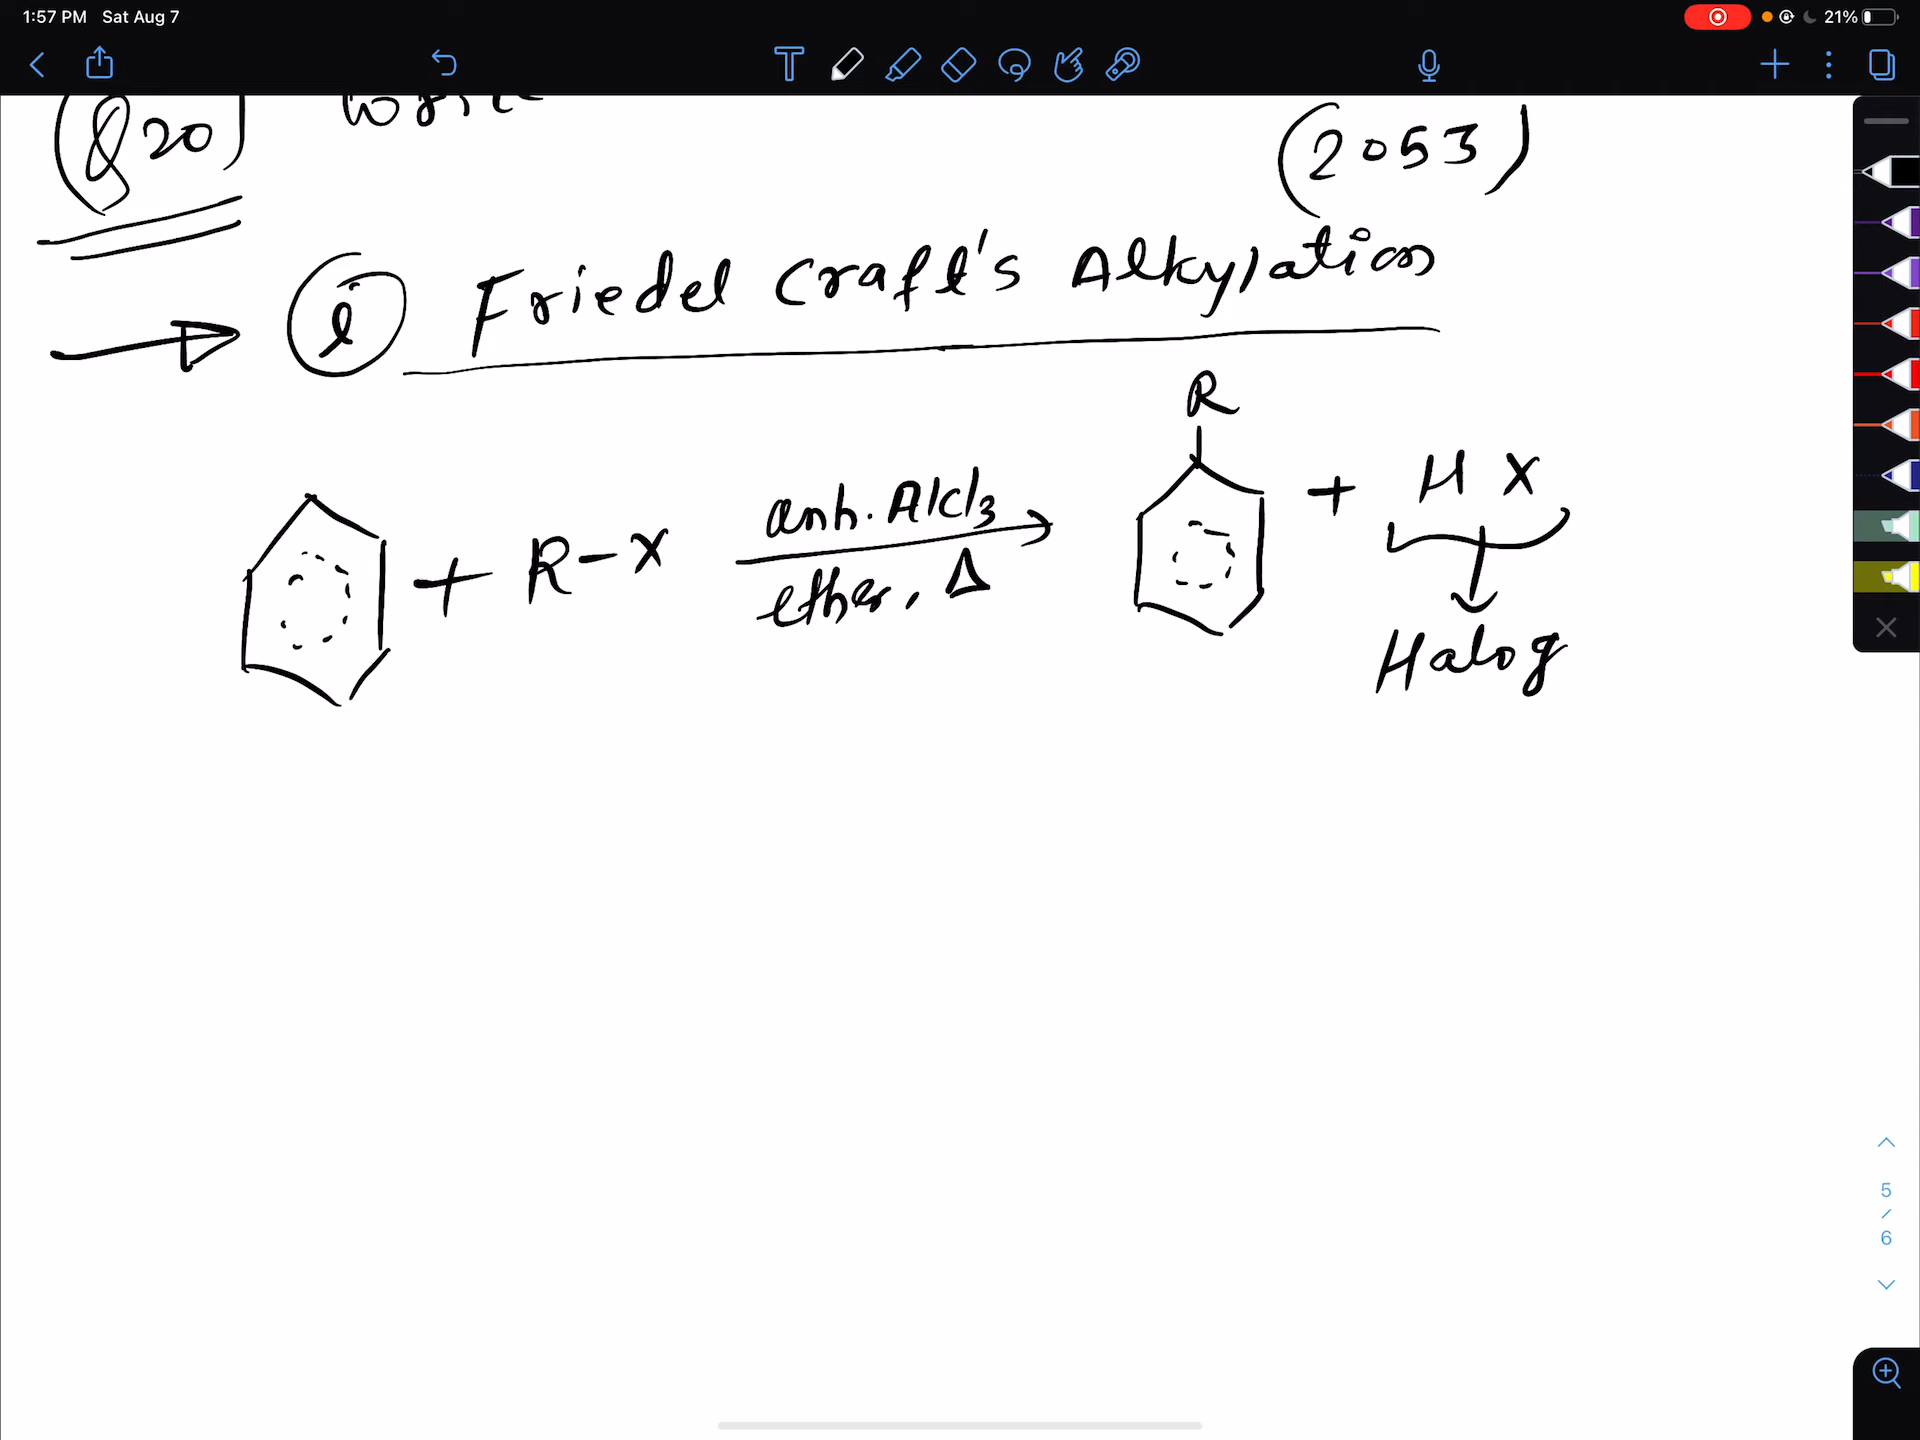 1:57 PM Sat Aug 7
21%
(Q20)
(2053)
i Friedel Craft's Alkylation
R
+ R-X anh. AlCl3 + HX
ether, Δ
Halog
5
/
6